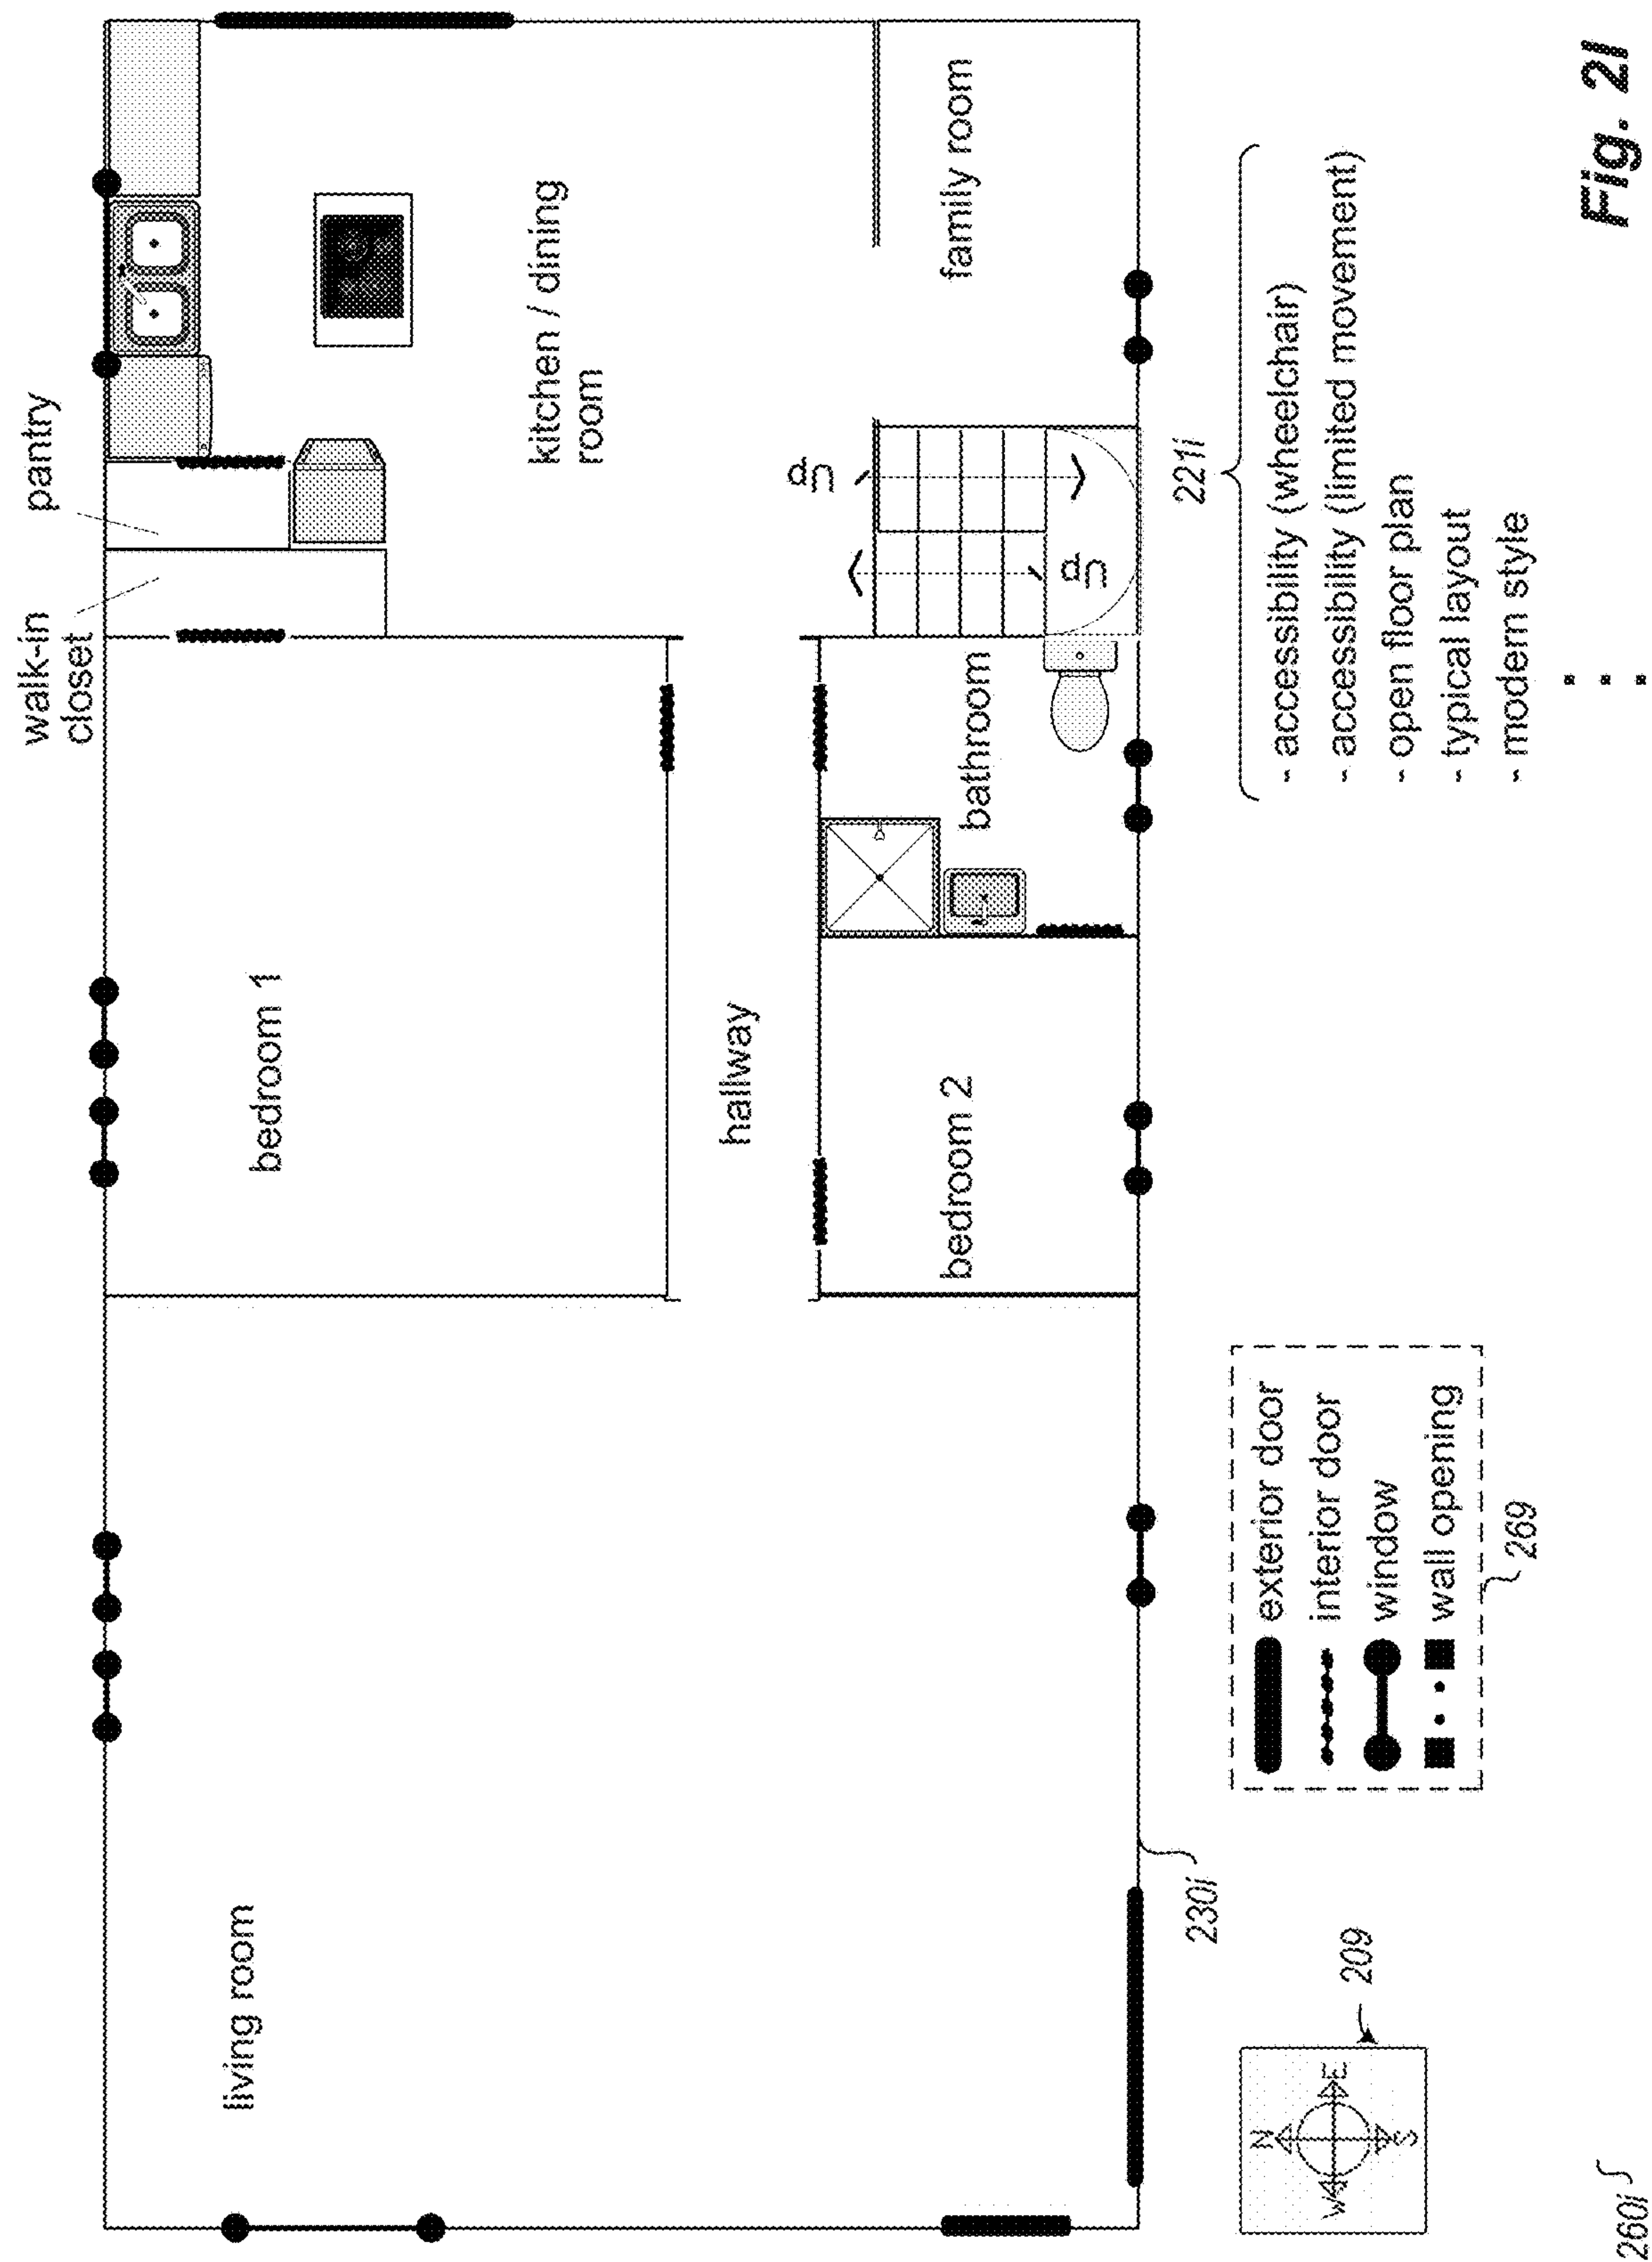 walk-in
closet
pantry
living room
bedroom 1
kitchen / dining
room
hallway
up
bedroom 2
bathroom
family room
up
230i
221i
N
W
E
S
209
exterior door
interior door
window
wall opening
269
- accessibility (wheelchair)
- accessibility (limited movement)
- open floor plan
- typical layout
- modern style
260i
Fig. 2I